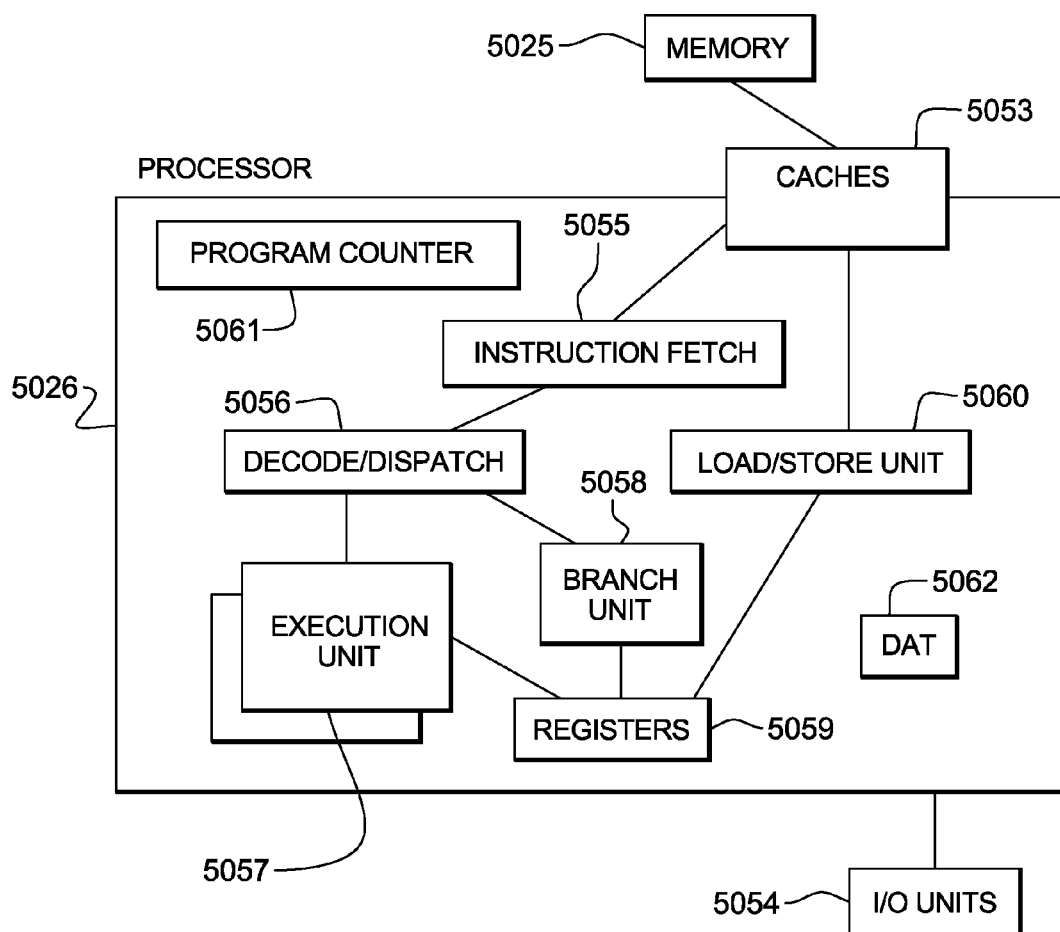 5025
MEMORY
5053
PROCESSOR
CACHES
PROGRAM COUNTER
5055
5061
INSTRUCTION FETCH
5026
5056
5060
DECODE/DISPATCH
LOAD/STORE UNIT
5058
BRANCH
UNIT
5062
EXECUTION
UNIT
DAT
REGISTERS
5059
5057
5054
I/O UNITS